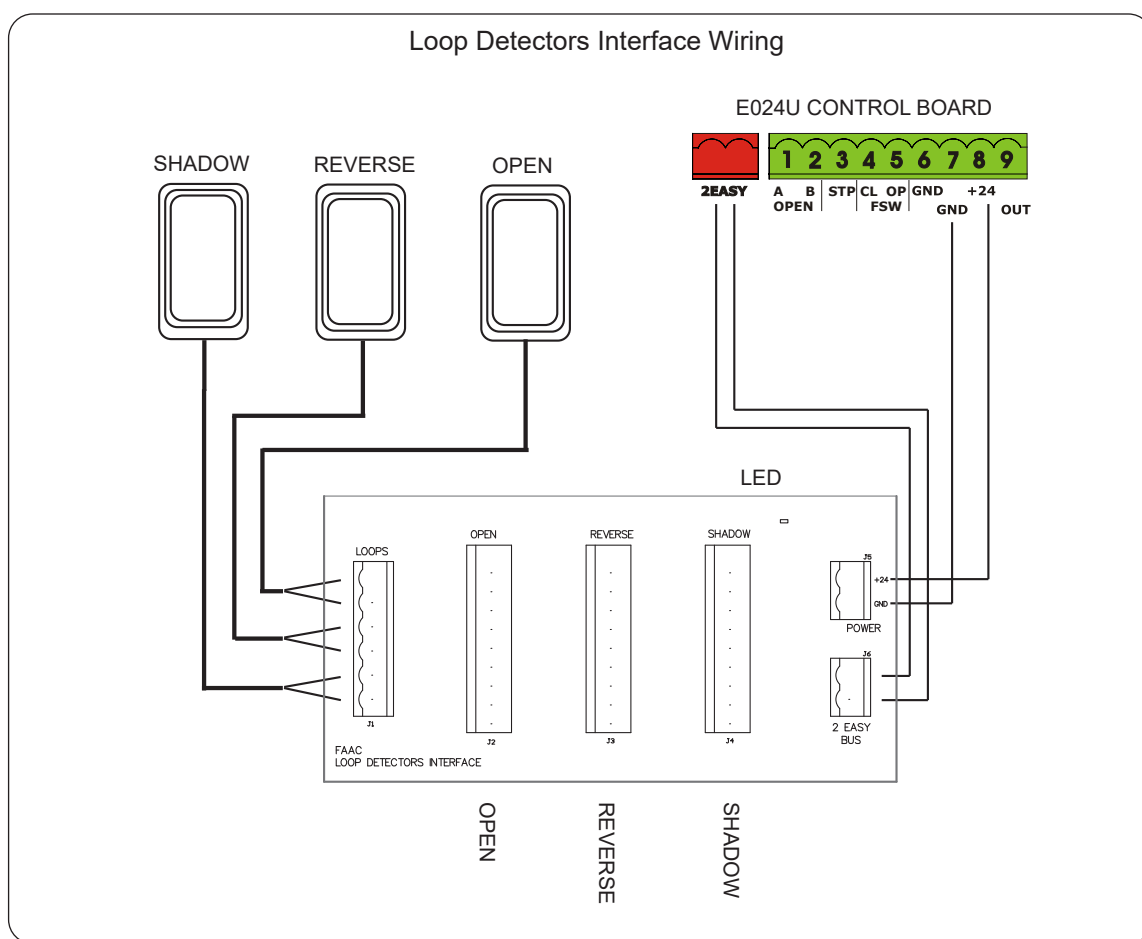 Loop Detectors Interface Wiring
E024U CONTROL BOARD
SHADOW REVERSE OPEN
1 2 3 4 5 6 7 8 9
2EASY A B STP CL OP GND +24
OPEN FSW GND OUT
LED
OPEN REVERSE SHADOW
LOOPS
J5
+24
GND
POWER
J6
2 EASY
BUS
J1
J2 J3 J4
FAAC
LOOP DETECTORS INTERFACE
OPEN
REVERSE
SHADOW